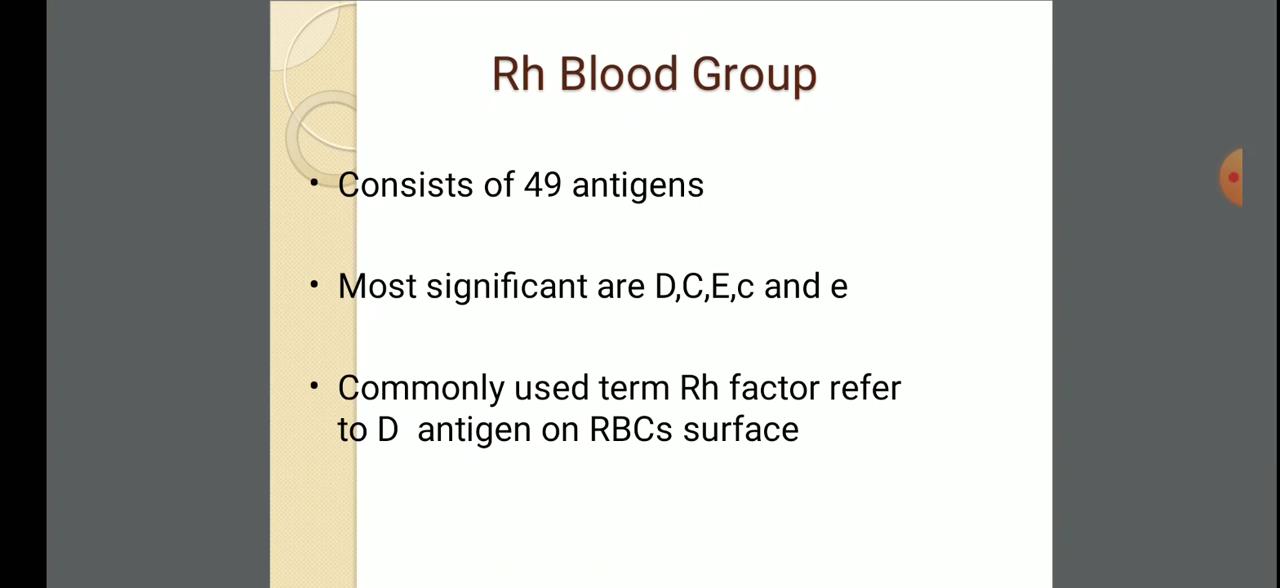 Rh Blood Group
• Consists of 49 antigens
• Most significant are D,C,E,c and e
• Commonly used term Rh factor refer
to D  antigen on RBCs surface